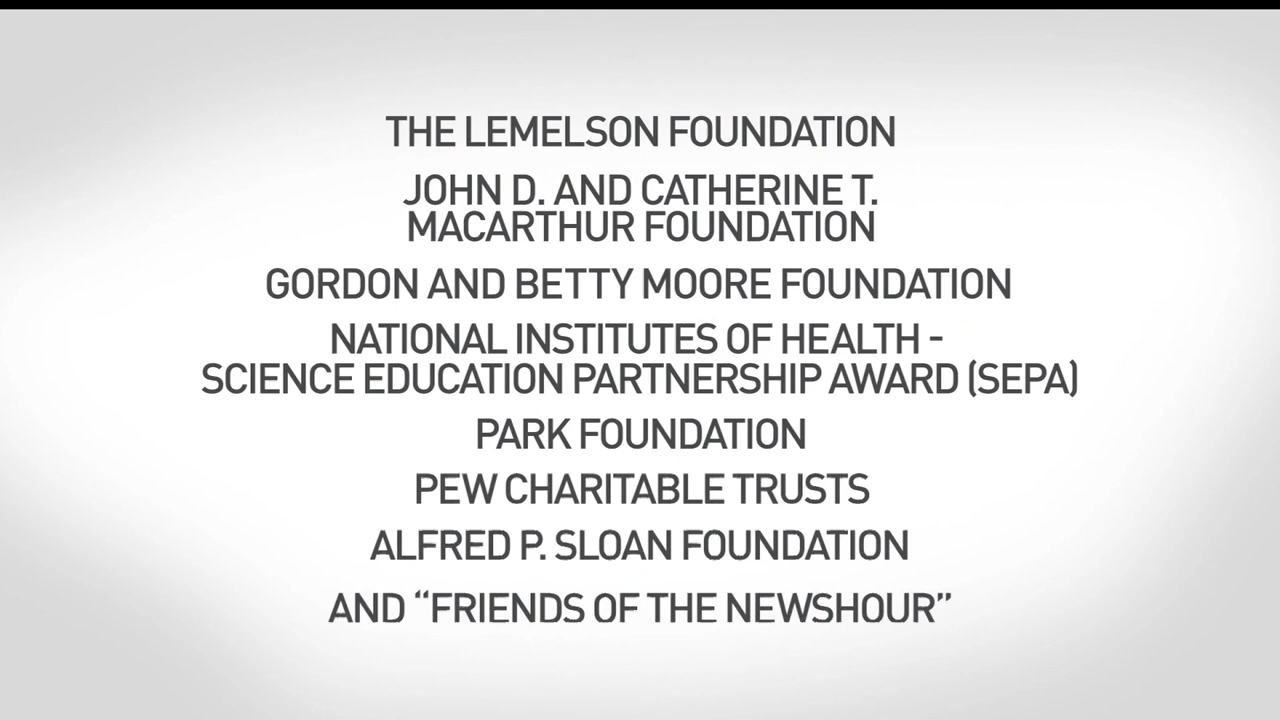 THE LEMELSON FOUNDATION
JOHN D. AND CATHERINE T.
MACARTHUR FOUNDATION
GORDON AND BETTY MOORE FOUNDATION
NATIONAL INSTITUTES OF HEALTH -
SCIENCE EDUCATION PARTNERSHIP AWARD (SEPA)
PARK FOUNDATION
PEW CHARITABLE TRUSTS
ALFRED P. SLOAN FOUNDATION
AND “FRIENDS OF THE NEWSHOUR”